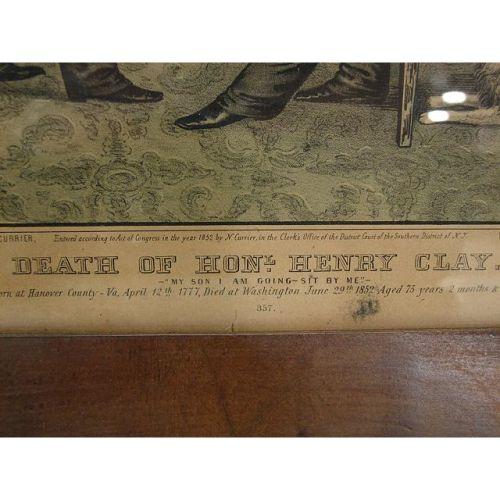 CURRIER,   Entered according to Act of Congress in the year 1852 by N. Currier, in the Clerk's Office of the District Court of the Southern District of N.Y.
DEATH OF HON^L. HENRY CLAY.
"MY SON I AM GOING–SIT BY ME"
orn at Hanover County – Va, April 12th 1777, Died at Washington June 29th 1852 Aged 75 years 2 months &
357.